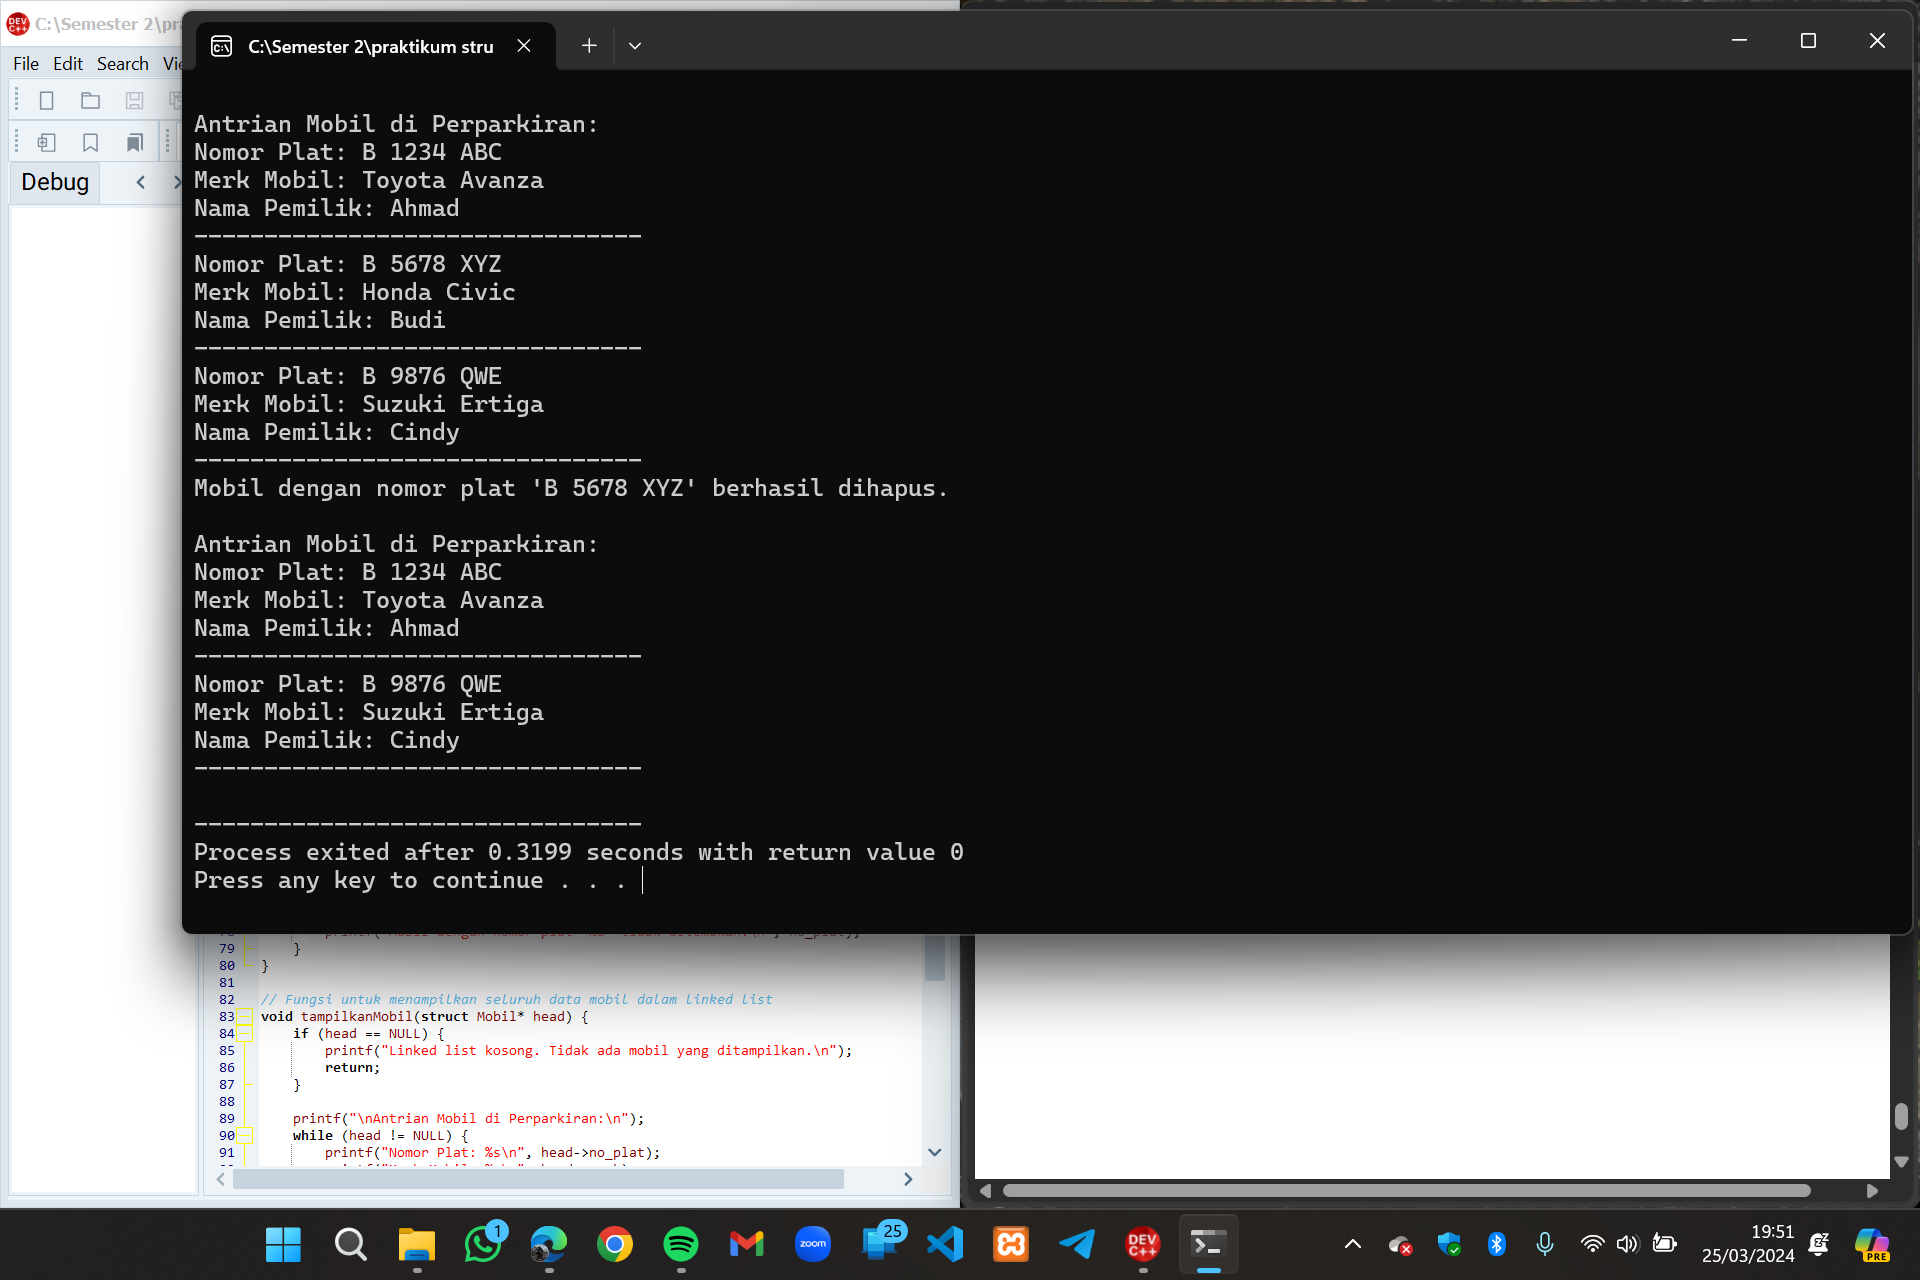 C:\Semester 2\pr
C:\Semester 2\praktikum stru
File Edit Search
Debug
Antrian Mobil di Perparkiran:
Nomor Plat: B 1234 ABC
Merk Mobil: Toyota Avanza
Nama Pemilik: Ahmad
--------------------------------
Nomor Plat: B 5678 XYZ
Merk Mobil: Honda Civic
Nama Pemilik: Budi
--------------------------------
Nomor Plat: B 9876 QWE
Merk Mobil: Suzuki Ertiga
Nama Pemilik: Cindy
--------------------------------
Mobil dengan nomor plat 'B 5678 XYZ' berhasil dihapus.
Antrian Mobil di Perparkiran:
Nomor Plat: B 1234 ABC
Merk Mobil: Toyota Avanza
Nama Pemilik: Ahmad
--------------------------------
Nomor Plat: B 9876 QWE
Merk Mobil: Suzuki Ertiga
Nama Pemilik: Cindy
--------------------------------
--------------------------------
Process exited after 0.3199 seconds with return value 0
Press any key to continue . . .
79 }
80 }
81
82 // Fungsi untuk menampilkan seluruh data mobil dalam linked list
83 void tampilkanMobil(struct Mobil* head) {
84 if (head == NULL) {
85 printf("Linked list kosong. Tidak ada mobil yang ditampilkan.\n");
86 return;
87 }
88
89 printf("\nAntrian Mobil di Perparkiran:\n");
90 while (head != NULL) {
91 printf("Nomor Plat: %s\n", head->no_plat);
1
zoom
25
DEV C++
19:51
25/03/2024
PRE